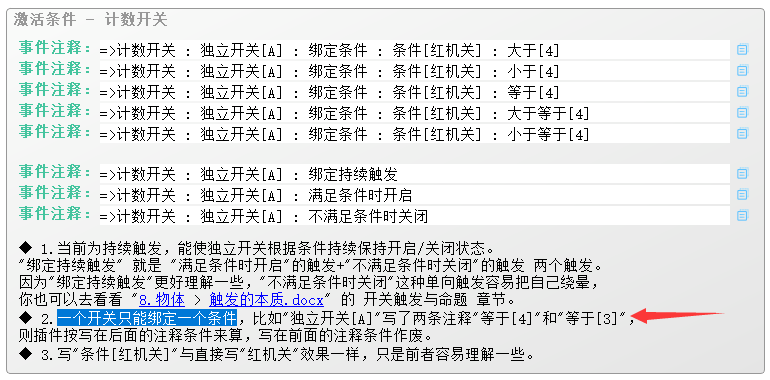 激活条件 - 计数开关
事件注释：=>计数开关 : 独立开关[A] : 绑定条件 : 条件[红机关] : 大于[4]
事件注释：=>计数开关 : 独立开关[A] : 绑定条件 : 条件[红机关] : 小于[4]
事件注释：=>计数开关 : 独立开关[A] : 绑定条件 : 条件[红机关] : 等于[4]
事件注释：=>计数开关 : 独立开关[A] : 绑定条件 : 条件[红机关] : 大于等于[4]
事件注释：=>计数开关 : 独立开关[A] : 绑定条件 : 条件[红机关] : 小于等于[4]
事件注释：=>计数开关 : 独立开关[A] : 绑定持续触发
事件注释：=>计数开关 : 独立开关[A] : 满足条件时开启
事件注释：=>计数开关 : 独立开关[A] : 不满足条件时关闭
◆ 1.当前为持续触发，能使独立开关根据条件持续保持开启/关闭状态。
"绑定持续触发" 就是 "满足条件时开启"的触发+"不满足条件时关闭"的触发 两个触发。
因为"绑定持续触发"更好理解一些，"不满足条件时关闭"这种单向触发容易把自己绕晕，
你也可以去看看 "8.物体 > 触发的本质.docx" 的 开关触发与命题 章节。
◆ 2.一个开关只能绑定一个条件，比如"独立开关[A]"写了两条注释"等于[4]"和"等于[3]"，
则插件按写在后面的注释条件来算，写在前面的注释条件作废。
◆ 3.写"条件[红机关]"与直接写"红机关"效果一样，只是前者容易理解一些。